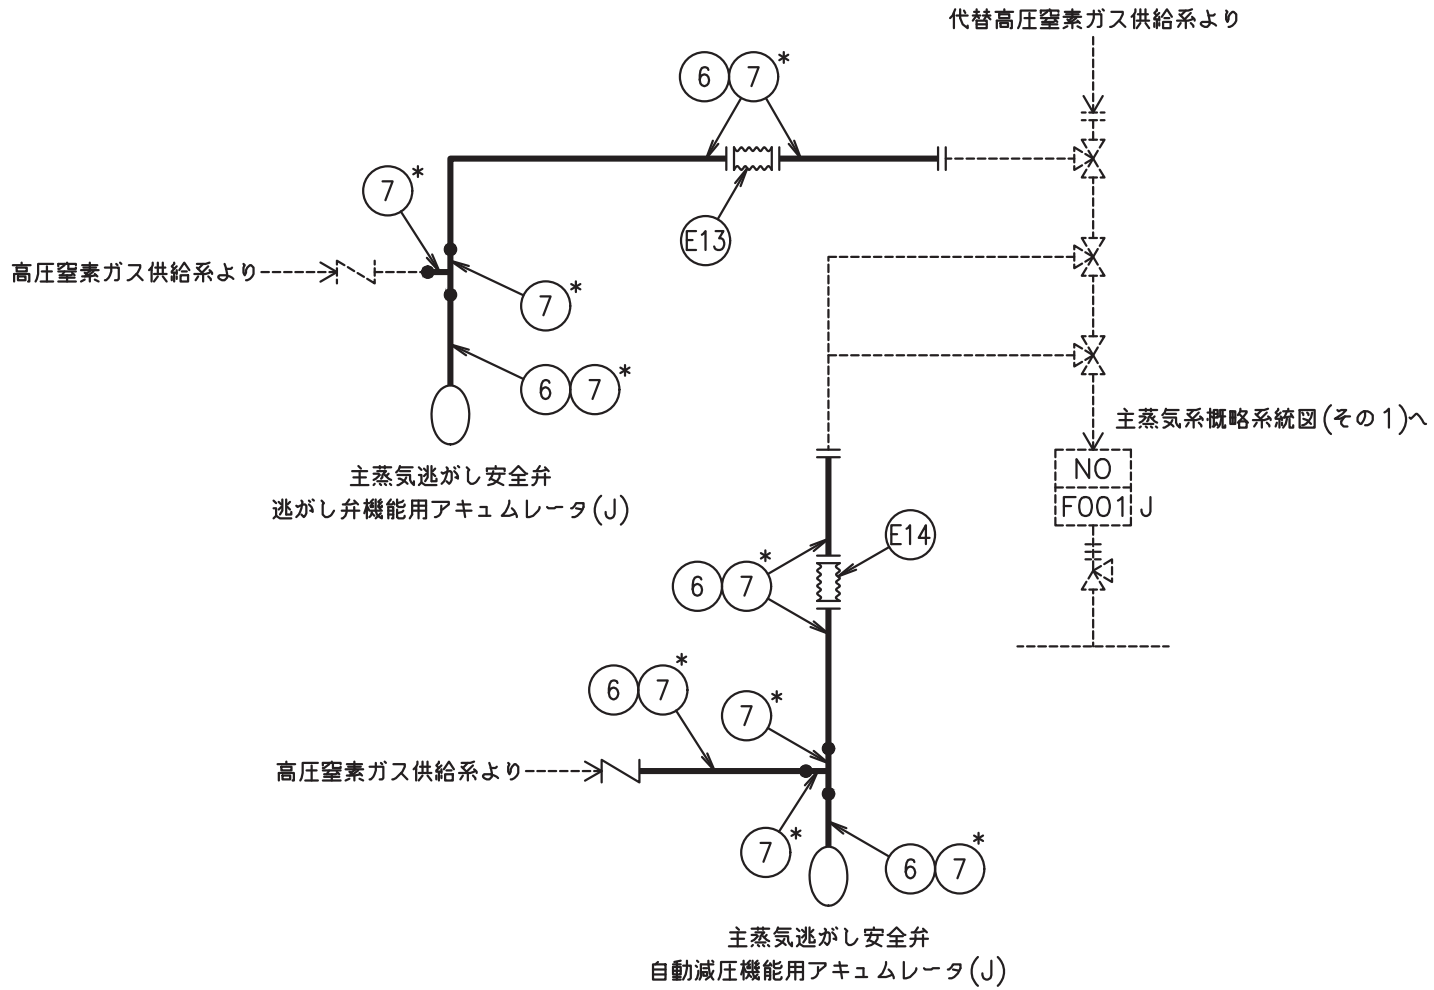 代替高圧窒素ガス供給系より
6 7*
7*
E13
高圧窒素ガス供給系より
7*
6 7*
主蒸気系概略系統図(その1)へ
主蒸気逃がし安全弁
逃がし弁機能用アキュムレータ(J)
NO
F001J
E14
6 7*
6 7*
7*
高圧窒素ガス供給系より
7*
6 7*
主蒸気逃がし安全弁
自動減圧機能用アキュムレータ(J)